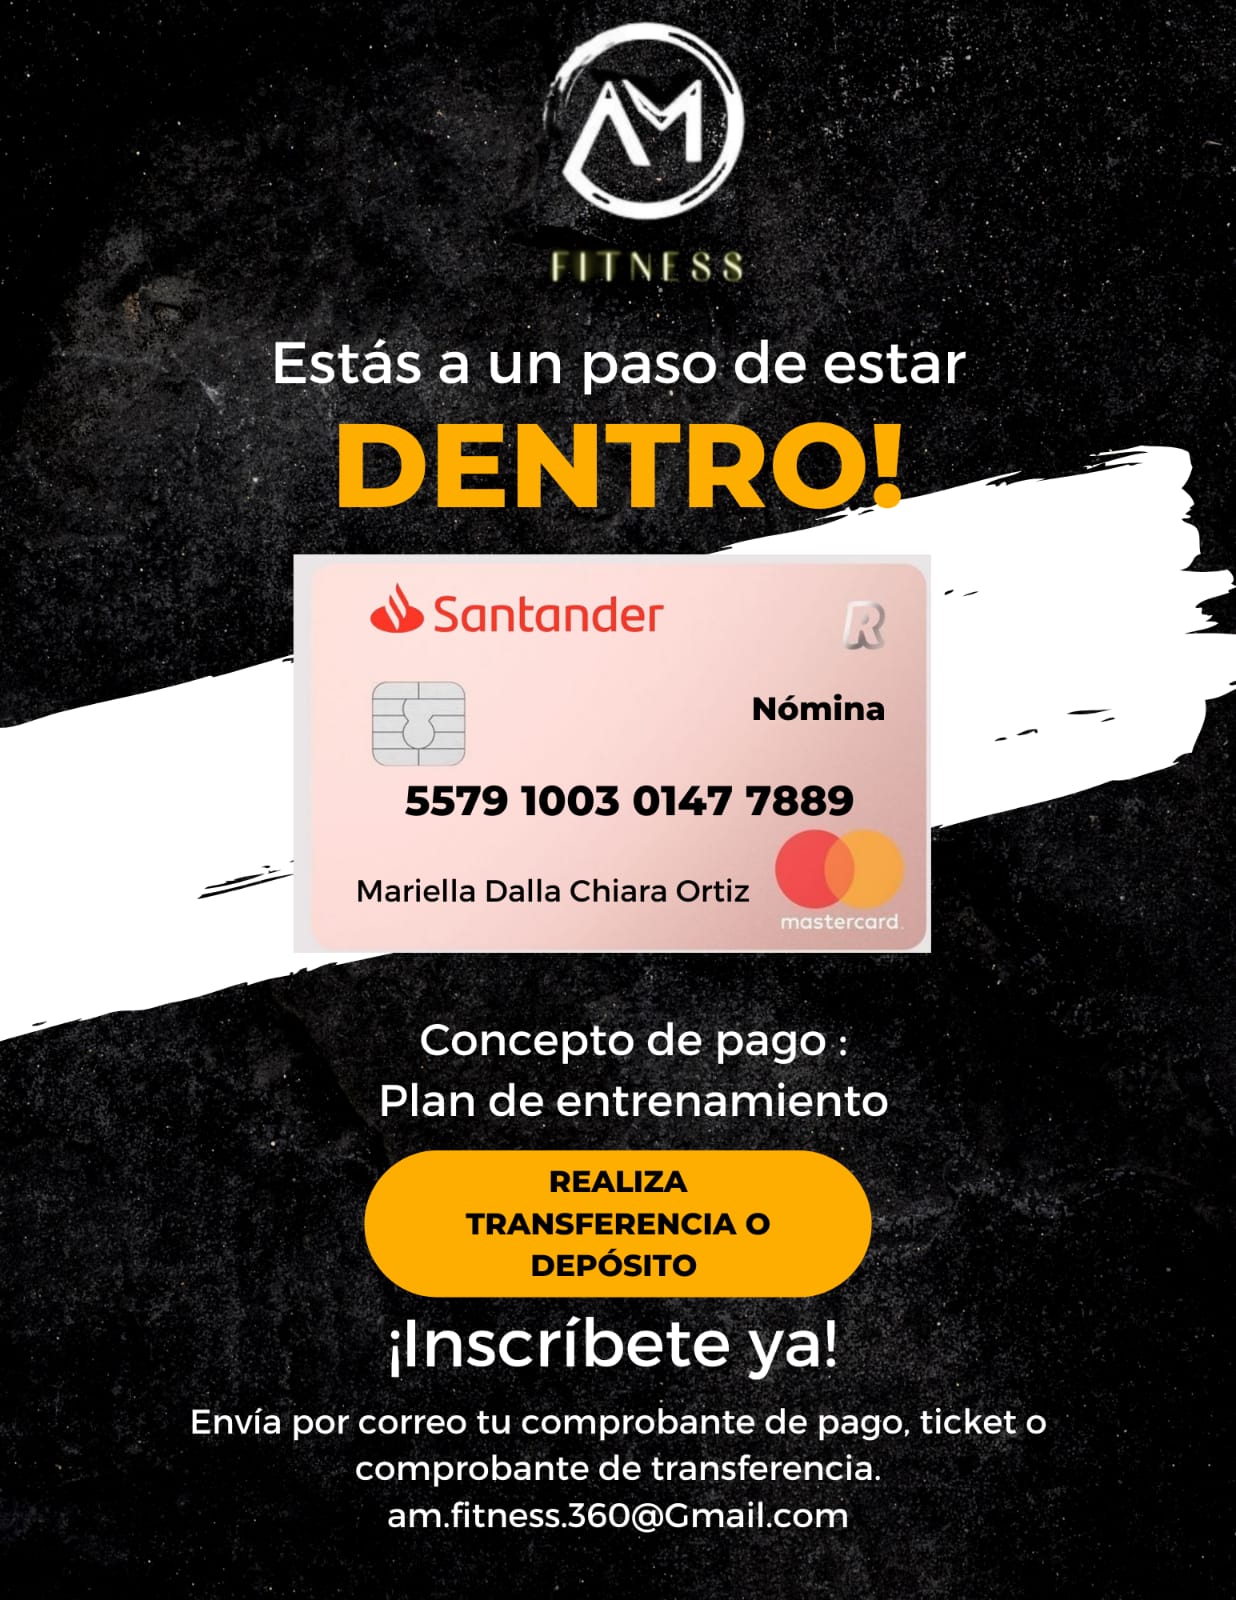 AM
FITNESS
Estás a un paso de estar
DENTRO!
Santander
R
Nómina
5579 1003 0147 7889
Mariella Dalla Chiara Ortiz
mastercard.
Concepto de pago :
Plan de entrenamiento
REALIZA
TRANSFERENCIA O
DEPÓSITO
¡Inscríbete ya!
Envía por correo tu comprobante de pago, ticket o
comprobante de transferencia.
am.fitness.360@Gmail.com